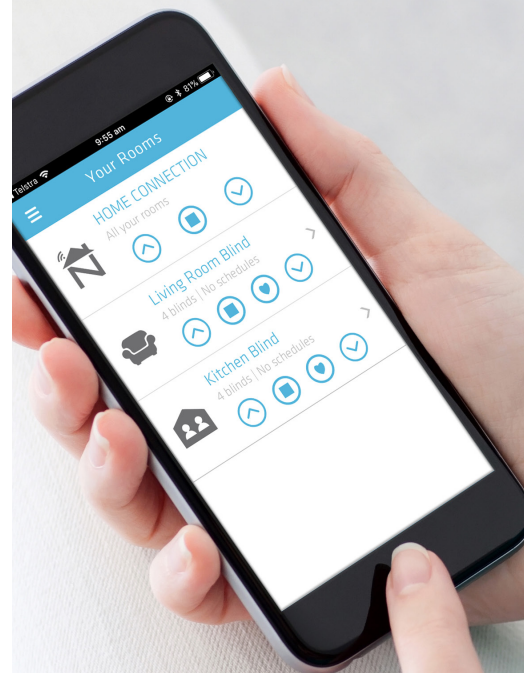 Telstra 9:55 am 81%
Your Rooms
HOME CONNECTION
All your rooms
Living Room Blind
4 blinds | No schedules
Kitchen Blind
4 blinds | No schedules